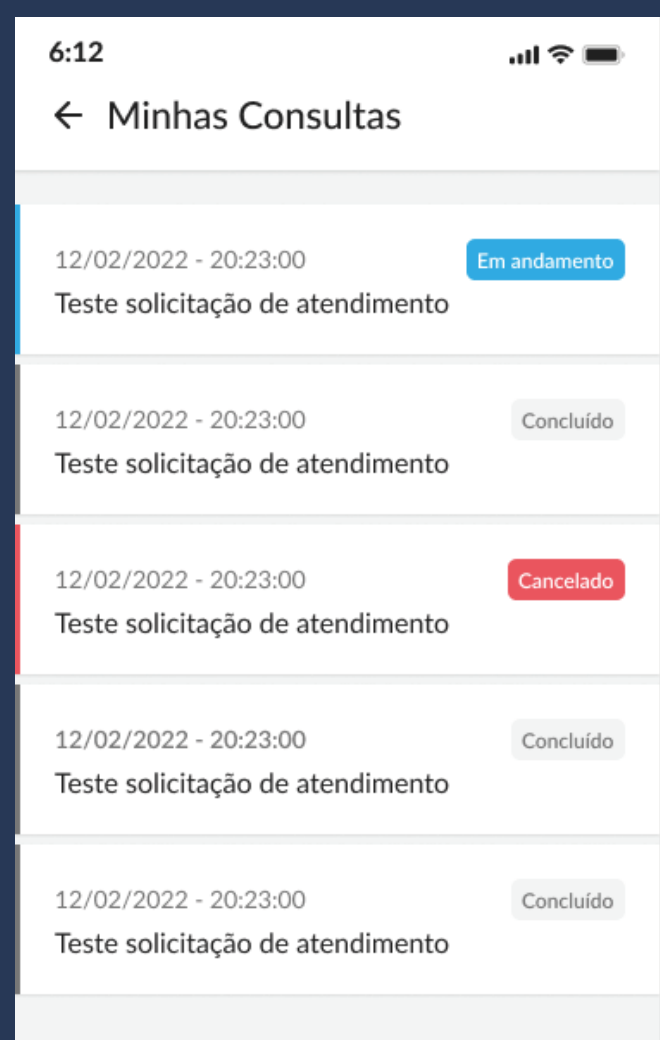 6:12
Minhas Consultas
12/02/2022 - 20:23:00
Em andamento
Teste solicitação de atendimento
12/02/2022 - 20:23:00
Concluído
Teste solicitação de atendimento
12/02/2022 - 20:23:00
Cancelado
Teste solicitação de atendimento
12/02/2022 - 20:23:00
Concluído
Teste solicitação de atendimento
12/02/2022 - 20:23:00
Concluído
Teste solicitação de atendimento